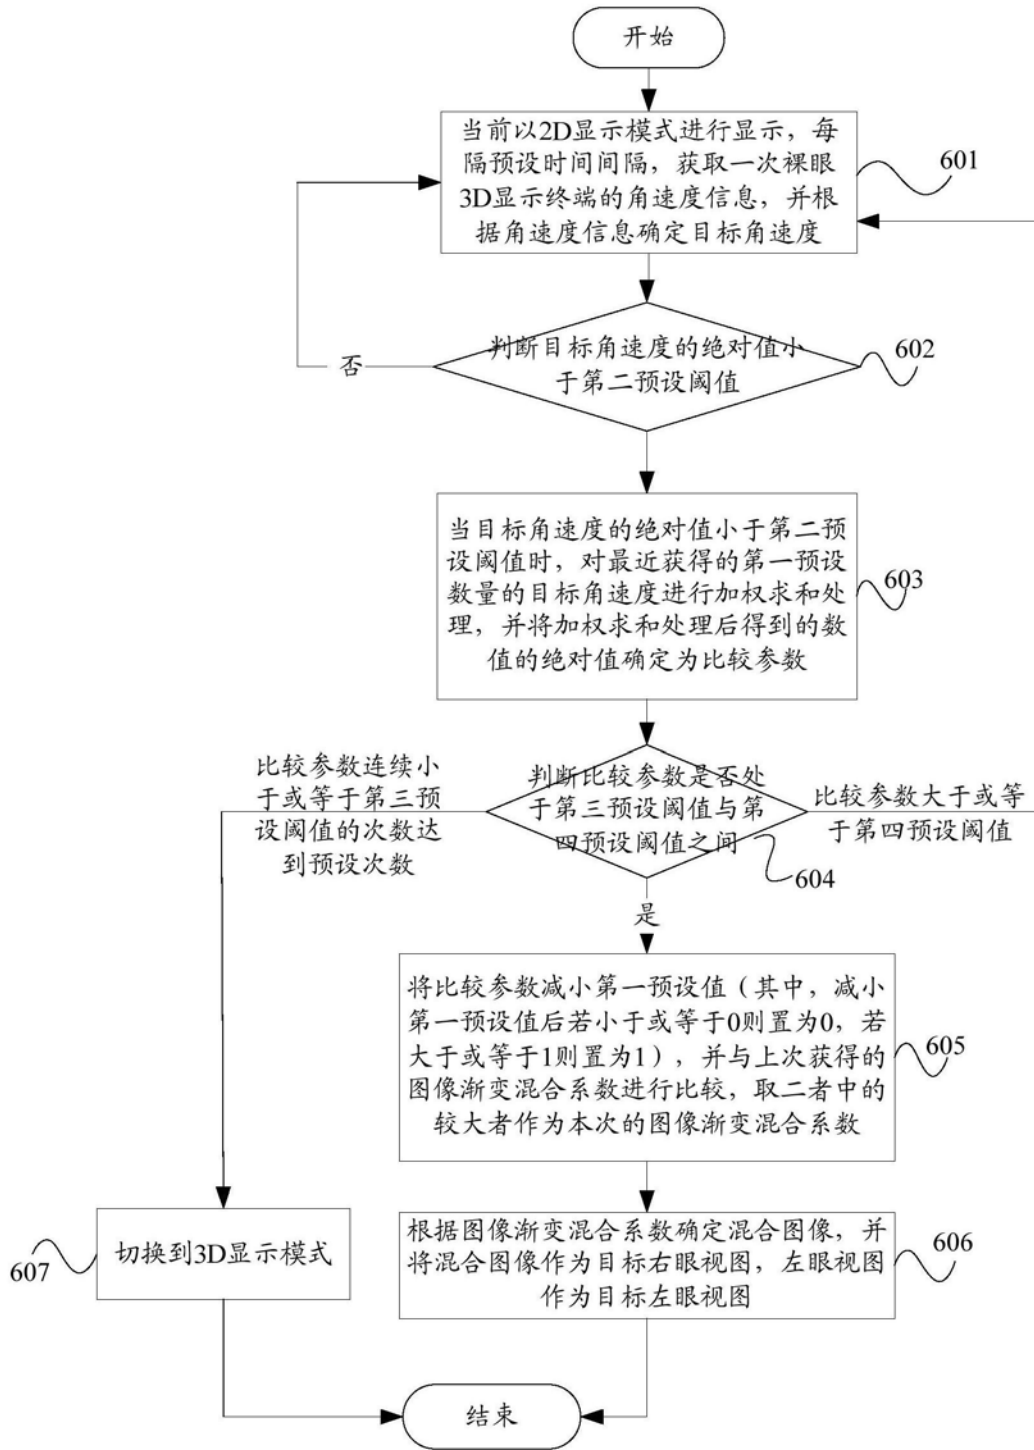 开始
当前以2D显示模式进行显示，每
隔预设时间间隔，获取一次裸眼
3D显示终端的角速度信息，并根
据角速度信息确定目标角速度
601
判断目标角速度的绝对值小
于第二预设阈值
602
否
当目标角速度的绝对值小于第二预
设阈值时，对最近获得的第一预设
数量的目标角速度进行加权求和处
理，并将加权求和处理后得到的数
值的绝对值确定为比较参数
603
判断比较参数是否处
于第三预设阈值与第
四预设阈值之间
604
比较参数连续小
于或等于第三预
设阈值的次数达
到预设次数
比较参数大于或等
于第四预设阈值
是
将比较参数减小第一预设值（其中，减小
第一预设值后若小于或等于0则置为0，若
大于或等于1则置为1），并与上次获得的
图像渐变混合系数进行比较，取二者中的
较大者作为本次的图像渐变混合系数
605
根据图像渐变混合系数确定混合图像，并
将混合图像作为目标右眼视图，左眼视图
作为目标左眼视图
606
切换到3D显示模式
607
结束